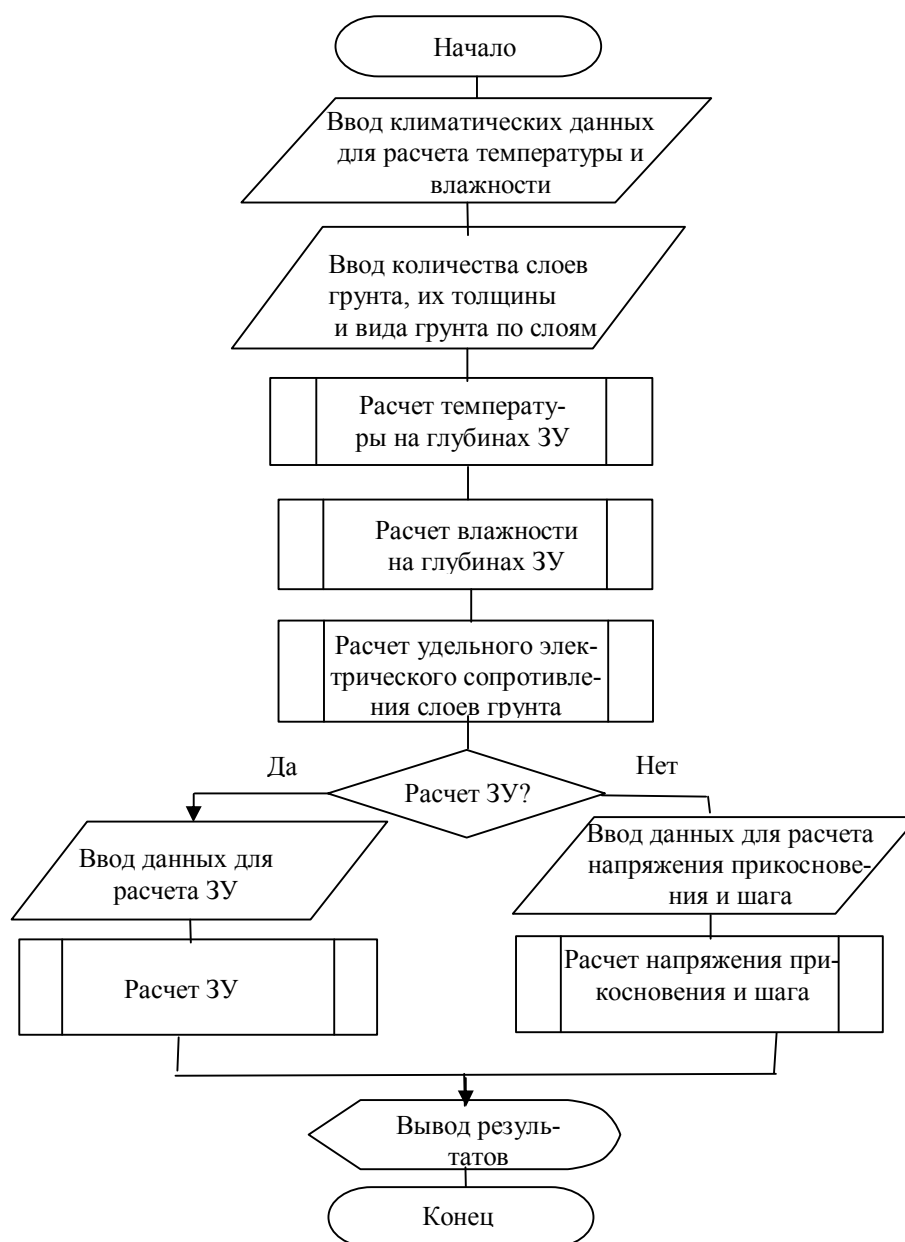 Начало
Ввод климатических данных
для расчета температуры и
влажности
Ввод количества слоев
грунта, их толщины
и вида грунта по слоям
Расчет температу-
ры на глубинах ЗУ
Расчет влажности
на глубинах ЗУ
Расчет удельного элек-
трического сопротивле-
ния слоев грунта
Да
Нет
Расчет ЗУ?
Ввод данных для
расчета ЗУ
Ввод данных для расчета
напряжения прикоснове-
ния и шага
Расчет ЗУ
Расчет напряжения при-
косновения и шага
Вывод резуль-
татов
Конец